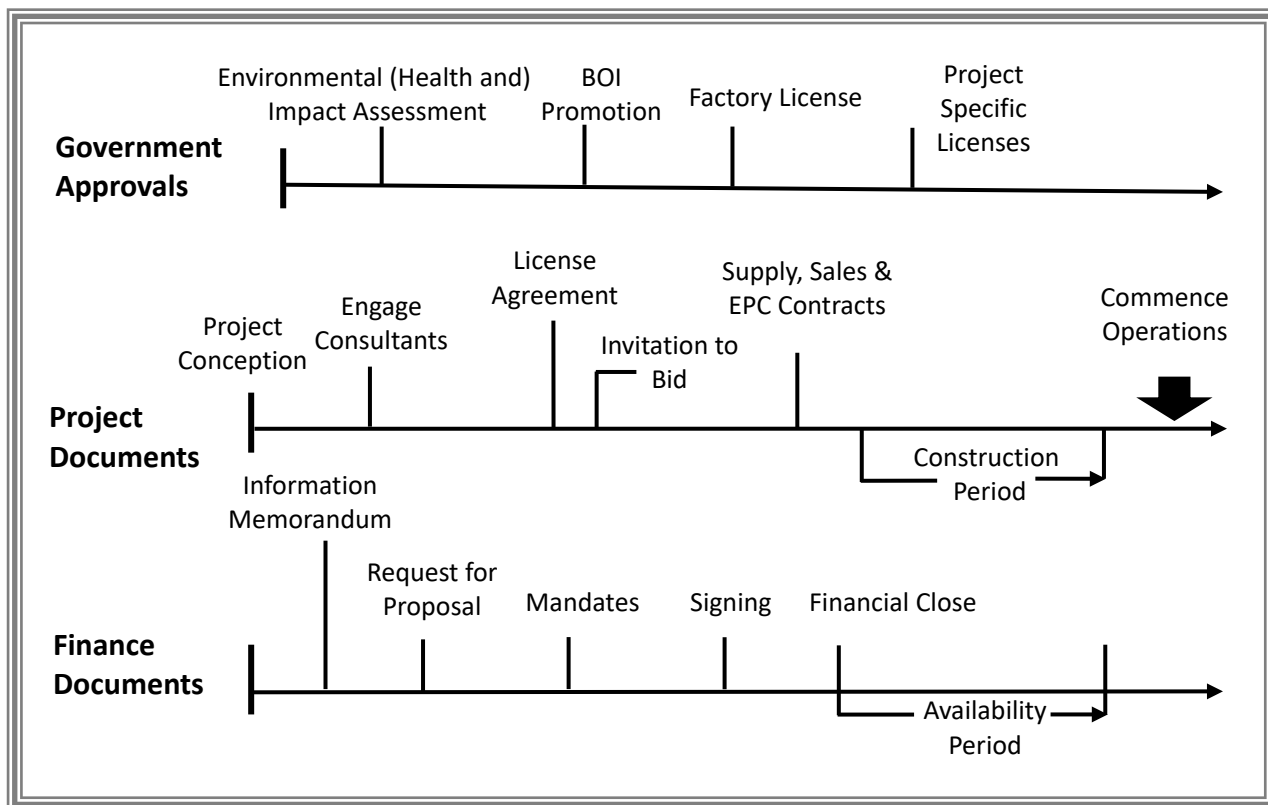 Environmental (Health and)
Impact Assessment
BOI
Promotion
Factory License
Project
Specific
Licenses
Government
Approvals
Project
Conception
Engage
Consultants
License
Agreement
Invitation to
Bid
Supply, Sales &
EPC Contracts
Commence
Operations
Project
Documents
Construction
Period
Information
Memorandum
Request for
Proposal
Mandates
Signing
Financial Close
Finance
Documents
Availability
Period